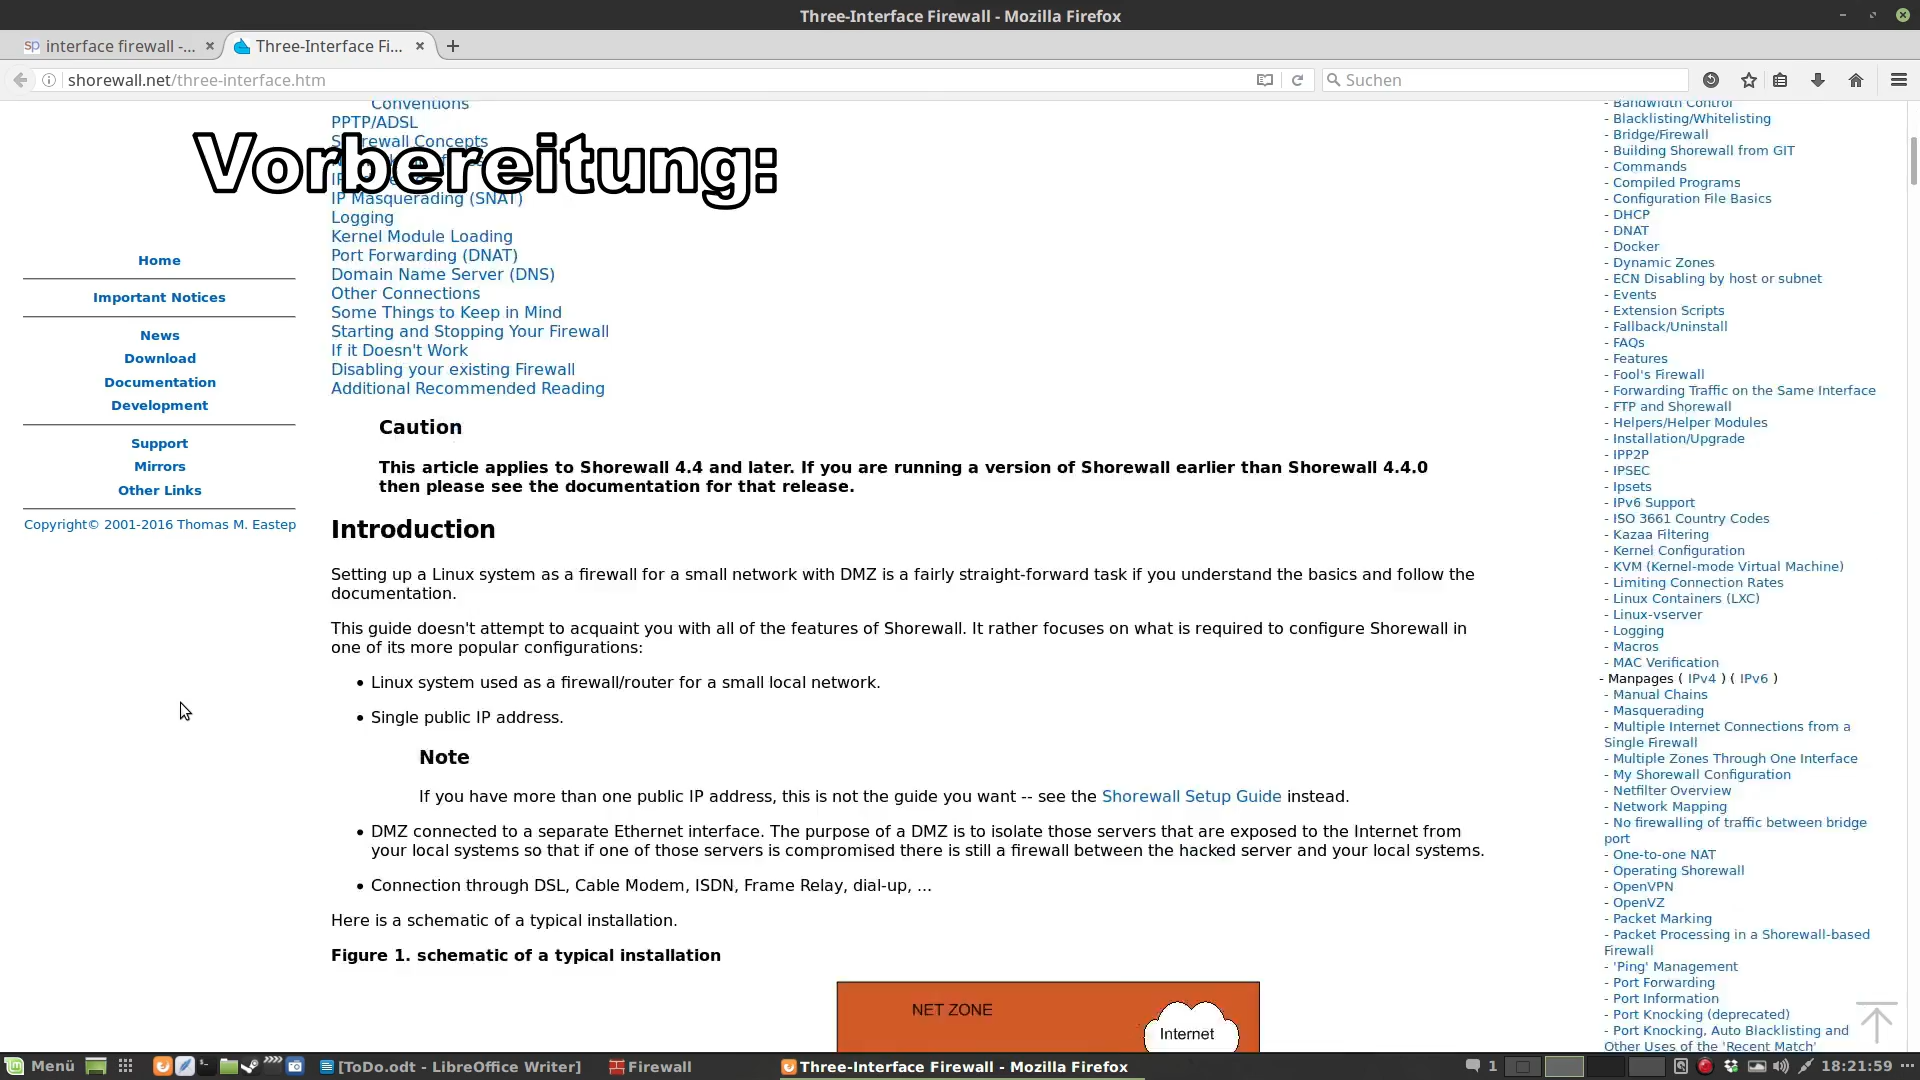 Three-Interface Firewall - Mozilla Firefox
interface firewall -...
Three-Interface Fi...
shorewall.net/three-interface.htm
Suchen
Vorbereitung:
Home
Important Notices
News
Download
Documentation
Development
Support
Mirrors
Other Links
Copyright© 2001-2016 Thomas M. Eastep
Conventions
PPTP/ADSL
Shorewall Concepts
IP Masquerading (SNAT)
Logging
Kernel Module Loading
Port Forwarding (DNAT)
Domain Name Server (DNS)
Other Connections
Some Things to Keep in Mind
Starting and Stopping Your Firewall
If it Doesn't Work
Disabling your existing Firewall
Additional Recommended Reading
Caution
This article applies to Shorewall 4.4 and later. If you are running a version of Shorewall earlier than Shorewall 4.4.0
then please see the documentation for that release.
Introduction
Setting up a Linux system as a firewall for a small network with DMZ is a fairly straight-forward task if you understand the basics and follow the
documentation.
This guide doesn't attempt to acquaint you with all of the features of Shorewall. It rather focuses on what is required to configure Shorewall in
one of its more popular configurations:
• Linux system used as a firewall/router for a small local network.
• Single public IP address.
Note
If you have more than one public IP address, this is not the guide you want -- see the Shorewall Setup Guide instead.
• DMZ connected to a separate Ethernet interface. The purpose of a DMZ is to isolate those servers that are exposed to the Internet from
your local systems so that if one of those servers is compromised there is still a firewall between the hacked server and your local systems.
• Connection through DSL, Cable Modem, ISDN, Frame Relay, dial-up, ...
Here is a schematic of a typical installation.
Figure 1. schematic of a typical installation
NET ZONE
Internet
- Bandwidth Control
- Blacklisting/Whitelisting
- Bridge/Firewall
- Building Shorewall from GIT
- Commands
- Compiled Programs
- Configuration File Basics
- DHCP
- DNAT
- Docker
- Dynamic Zones
- ECN Disabling by host or subnet
- Events
- Extension Scripts
- Fallback/Uninstall
- FAQs
- Features
- Fool's Firewall
- Forwarding Traffic on the Same Interface
- FTP and Shorewall
- Helpers/Helper Modules
- Installation/Upgrade
- IPP2P
- IPSEC
- Ipsets
- IPv6 Support
- ISO 3661 Country Codes
- Kazaa Filtering
- Kernel Configuration
- KVM (Kernel-mode Virtual Machine)
- Limiting Connection Rates
- Linux Containers (LXC)
- Linux-vserver
- Logging
- Macros
- MAC Verification
- Manpages ( IPv4 ) ( IPv6 )
- Manual Chains
- Masquerading
- Multiple Internet Connections from a
Single Firewall
- Multiple Zones Through One Interface
- My Shorewall Configuration
- Netfilter Overview
- Network Mapping
- No firewalling of traffic between bridge
port
- One-to-one NAT
- Operating Shorewall
- OpenVPN
- OpenVZ
- Packet Marking
- Packet Processing in a Shorewall-based
Firewall
- 'Ping' Management
- Port Forwarding
- Port Information
- Port Knocking (deprecated)
- Port Knocking, Auto Blacklisting and
Other Uses of the 'Recent Match'
Menü
[ToDo.odt - LibreOffice Writer]
Firewall
Three-Interface Firewall - Mozilla Firefox
1
18:21:59